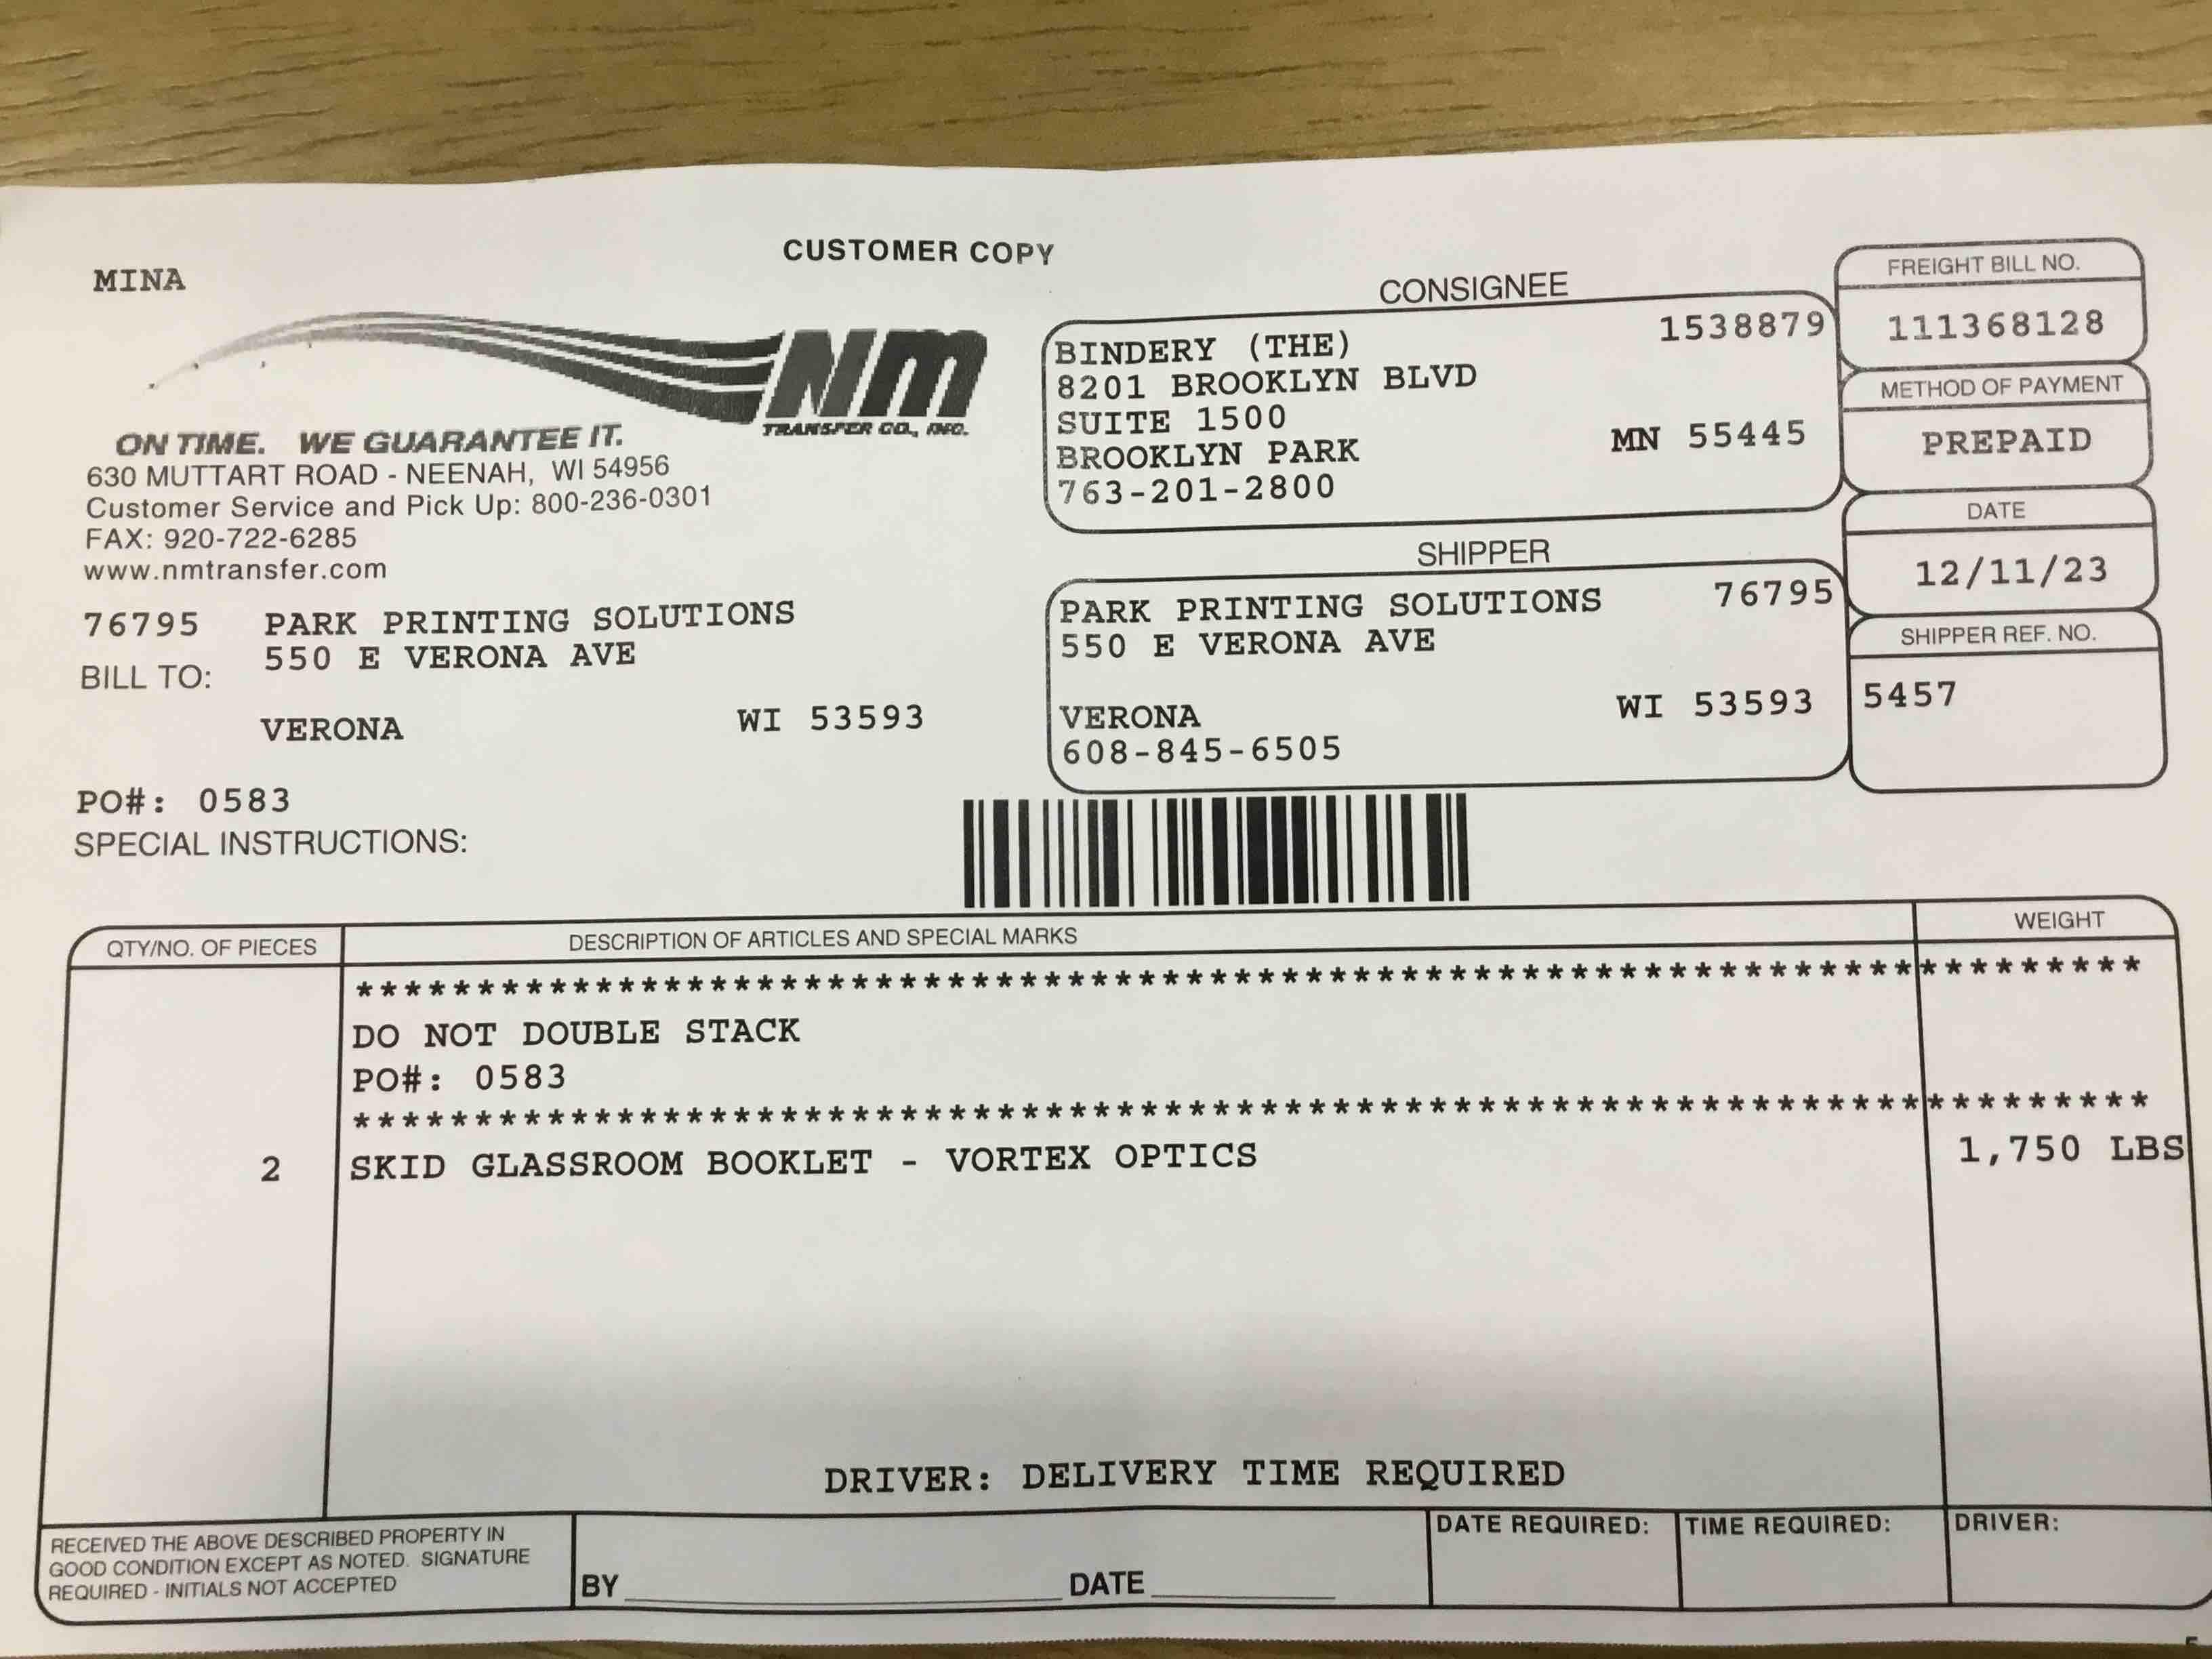 CUSTOMER COPY
MINA
NM
TRANSFER CO., INC.
ON TIME. WE GUARANTEE IT.
630 MUTTART ROAD - NEENAH, WI 54956
Customer Service and Pick Up: 800-236-0301
FAX: 920-722-6285
www.nmtransfer.com
76795 PARK PRINTING SOLUTIONS
550 E VERONA AVE
BILL TO:
VERONA WI 53593
PO#: 0583
SPECIAL INSTRUCTIONS:
CONSIGNEE
1538879
BINDERY (THE)
8201 BROOKLYN BLVD
SUITE 1500
BROOKLYN PARK MN 55445
763-201-2800
SHIPPER
PARK PRINTING SOLUTIONS 76795
550 E VERONA AVE
VERONA WI 53593
608-845-6505
FREIGHT BILL NO.
111368128
METHOD OF PAYMENT
PREPAID
DATE
12/11/23
SHIPPER REF. NO.
5457
QTY/NO. OF PIECES DESCRIPTION OF ARTICLES AND SPECIAL MARKS WEIGHT
***************************************************************************
DO NOT DOUBLE STACK
PO#: 0583
***************************************************************************
2 SKID GLASSROOM BOOKLET - VORTEX OPTICS 1,750 LBS
DRIVER: DELIVERY TIME REQUIRED
RECEIVED THE ABOVE DESCRIBED PROPERTY IN
GOOD CONDITION EXCEPT AS NOTED. SIGNATURE
REQUIRED - INITIALS NOT ACCEPTED
BY DATE
DATE REQUIRED: TIME REQUIRED: DRIVER: